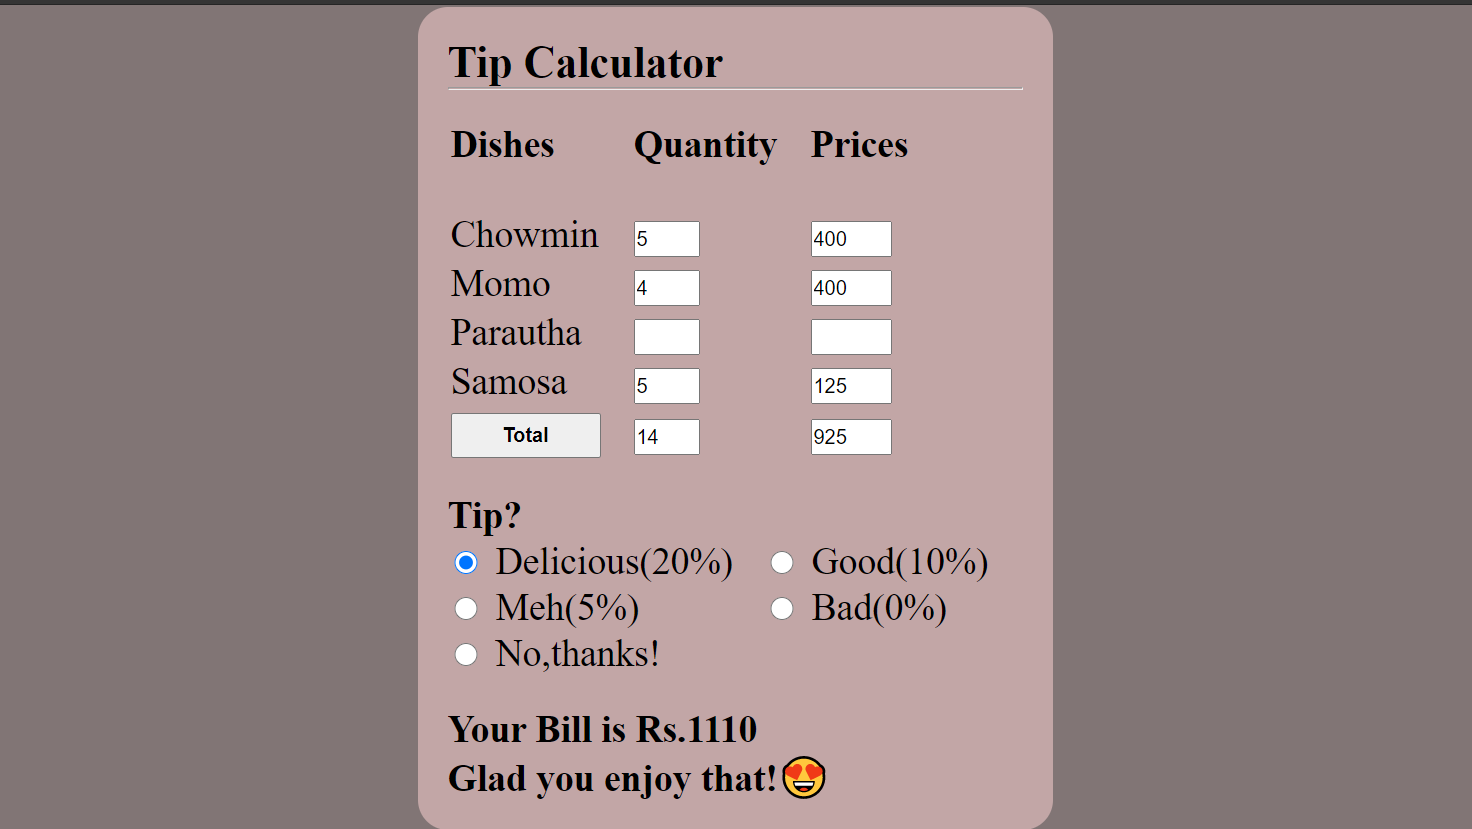 Tip Calculator
Dishes Quantity Prices
Chowmin 5 400
Momo 4 400
Parautha
Samosa 5 125
Total 14 925
Tip?
Delicious(20%) Good(10%)
Meh(5%) Bad(0%)
No,thanks!
Your Bill is Rs.1110
Glad you enjoy that!😍